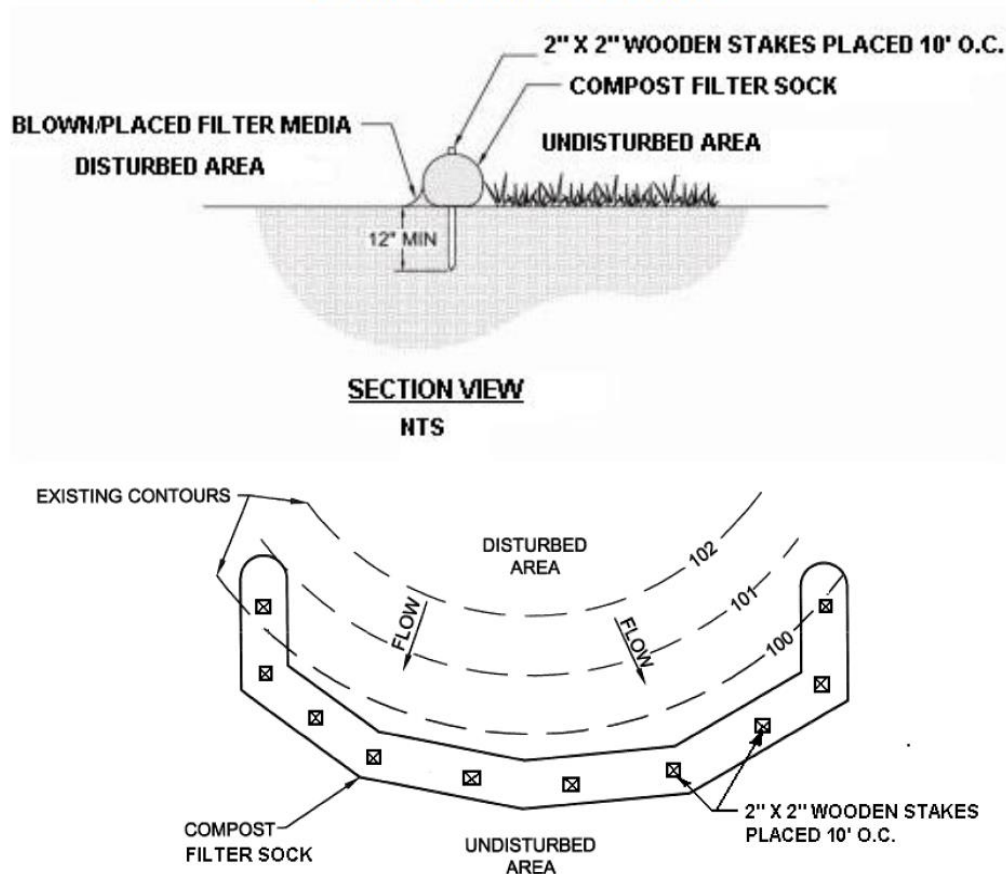 2" X 2" WOODEN STAKES PLACED 10' O.C.
COMPOST FILTER SOCK
BLOWN/PLACED FILTER MEDIA
UNDISTURBED AREA
DISTURBED AREA
12" MIN
SECTION VIEW
NTS
EXISTING CONTOURS
DISTURBED
AREA
102
101
100
FLOW
FLOW
2" X 2" WOODEN STAKES
PLACED 10' O.C.
COMPOST
FILTER SOCK
UNDISTURBED
AREA